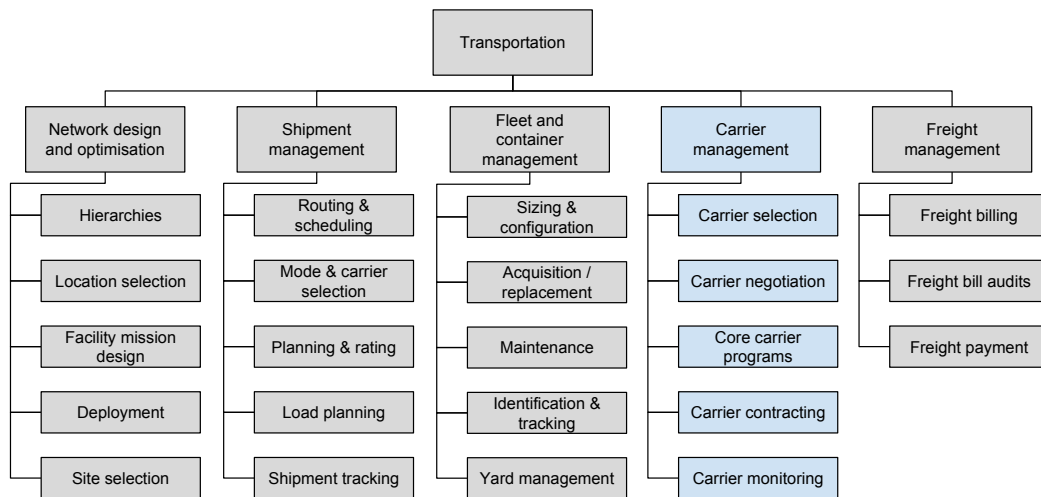 Transportation
Network design
and optimisation
Hierarchies
Location selection
Facility mission
design
Deployment
Site selection
Shipment
management
Routing &
scheduling
Mode & carrier
selection
Planning & rating
Load planning
Shipment tracking
Fleet and
container
management
Sizing &
configuration
Acquisition /
replacement
Maintenance
Identification &
tracking
Yard management
Carrier
management
Carrier selection
Carrier negotiation
Core carrier
programs
Carrier contracting
Carrier monitoring
Freight
management
Freight billing
Freight bill audits
Freight payment